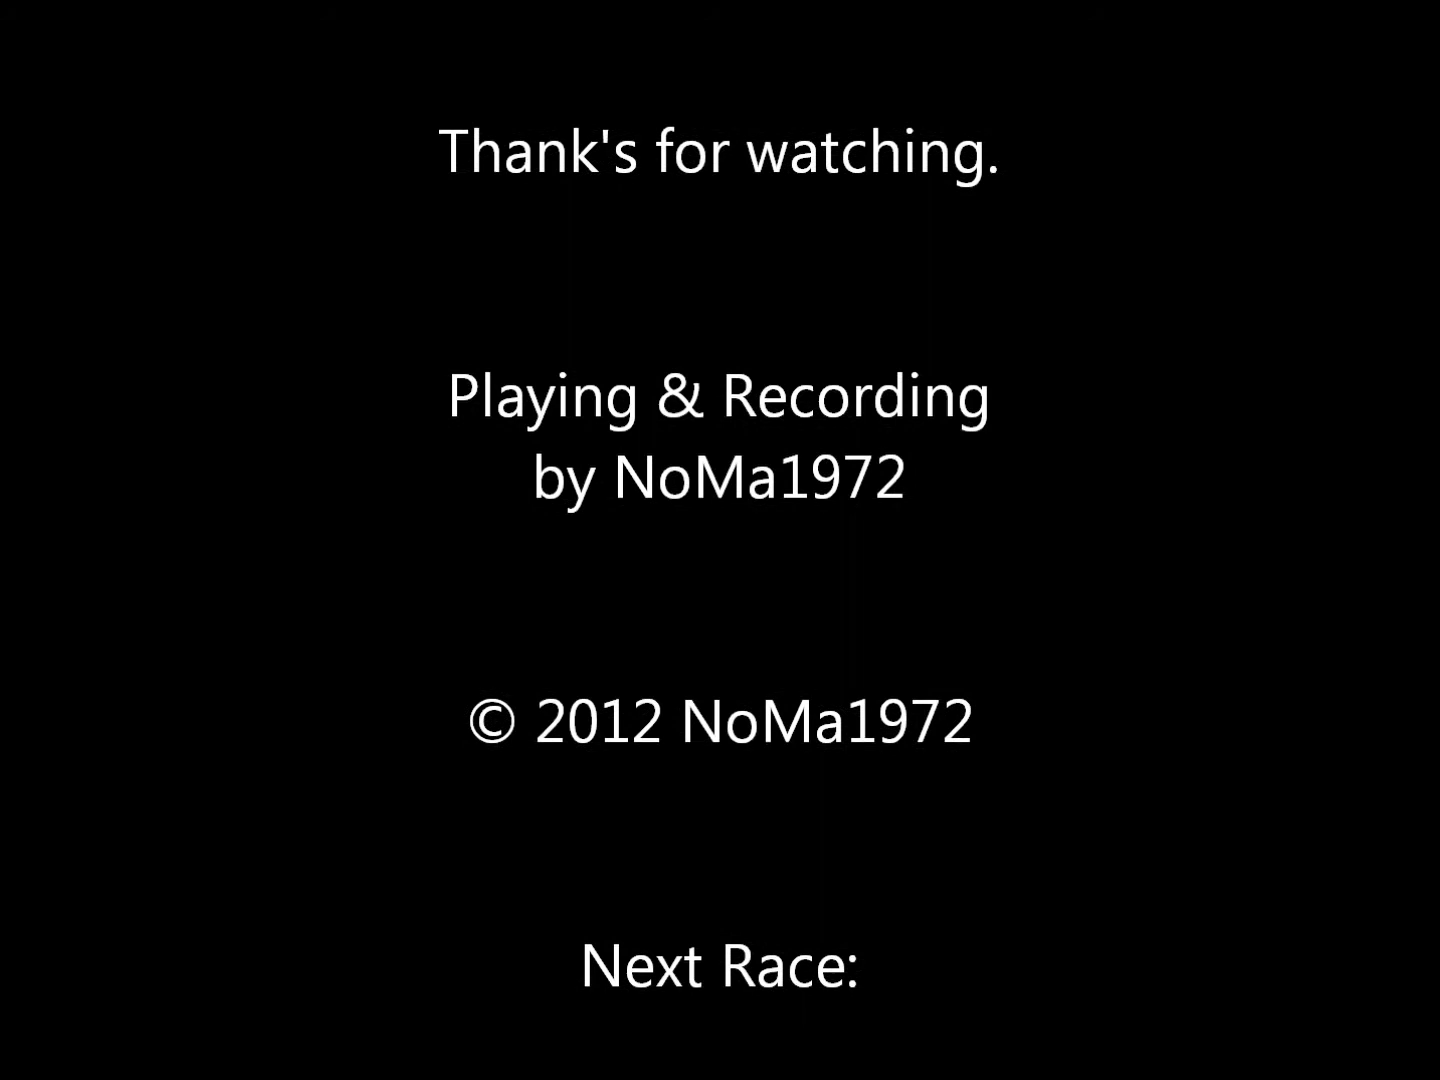 Thank's for watching.
Playing & Recording
by NoMa1972
© 2012 NoMa1972
Next Race: